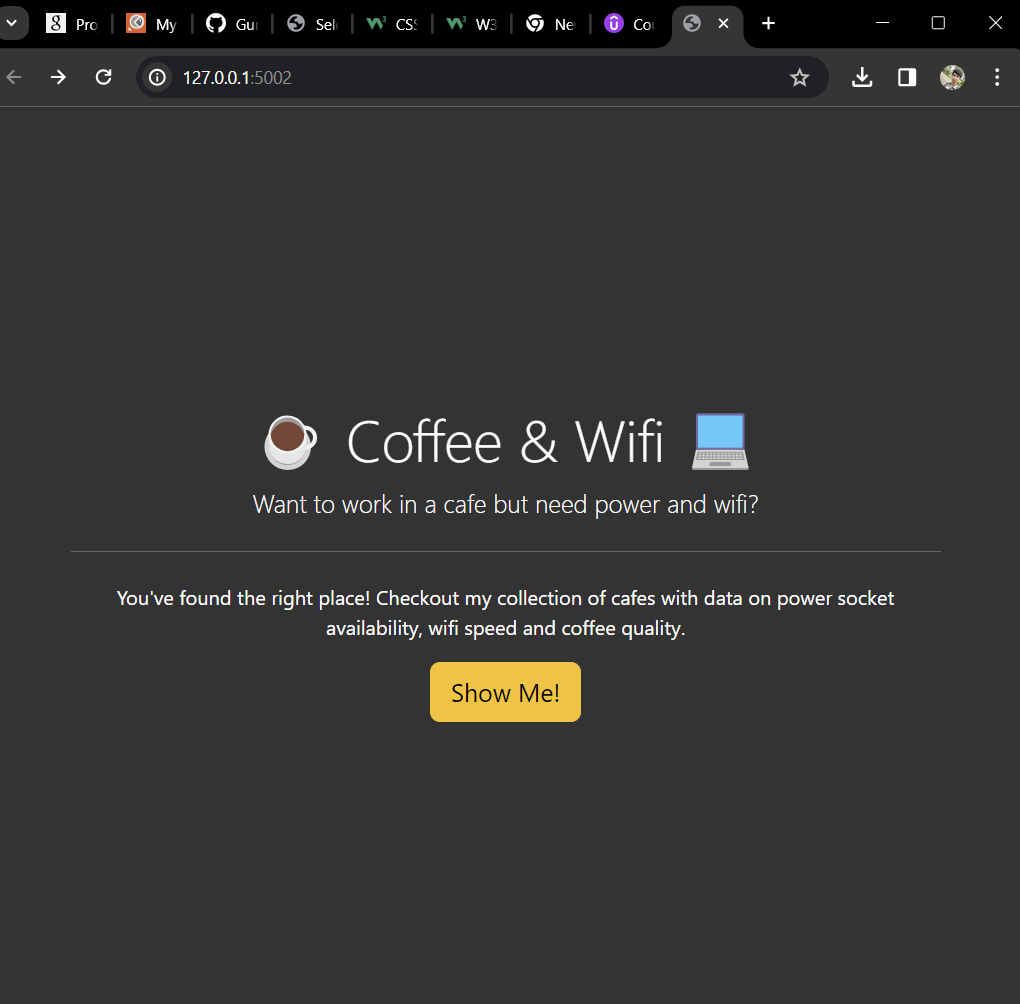 Pro
My
Gu
Sel
CSS
W3
Ne
Co
127.0.0.1:5002
Coffee & Wifi
Want to work in a cafe but need power and wifi?
You've found the right place! Checkout my collection of cafes with data on power socket
availability, wifi speed and coffee quality.
Show Me!